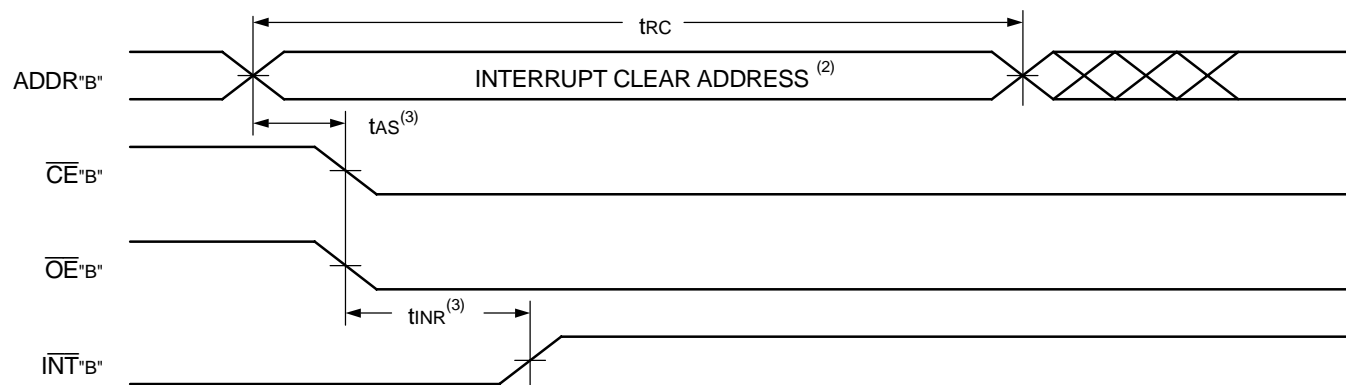 tRC
ADDR"B" INTERRUPT CLEAR ADDRESS (2)
tAS(3)
CE"B"
OE"B"
tINR(3)
INT"B"